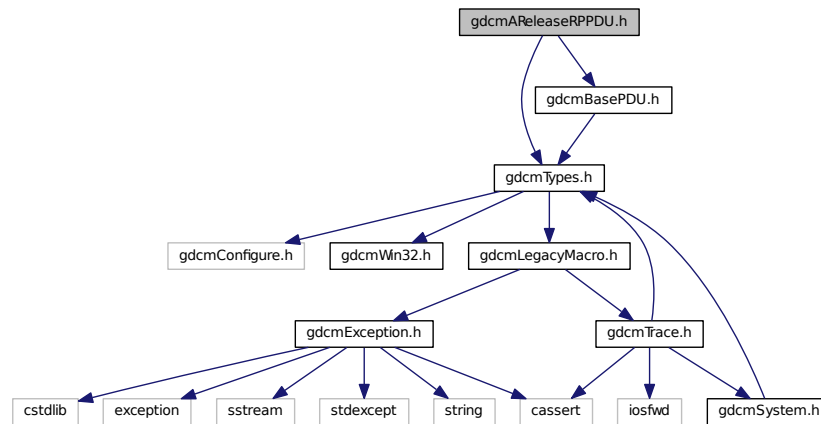 gdcmAReleaseRPPDU.h
gdcmBasePDU.h
gdcmTypes.h
gdcmConfigure.h
gdcmWin32.h
gdcmLegacyMacro.h
gdcmException.h
gdcmTrace.h
cstdlib
exception
sstream
stdexcept
string
cassert
iosfwd
gdcmSystem.h